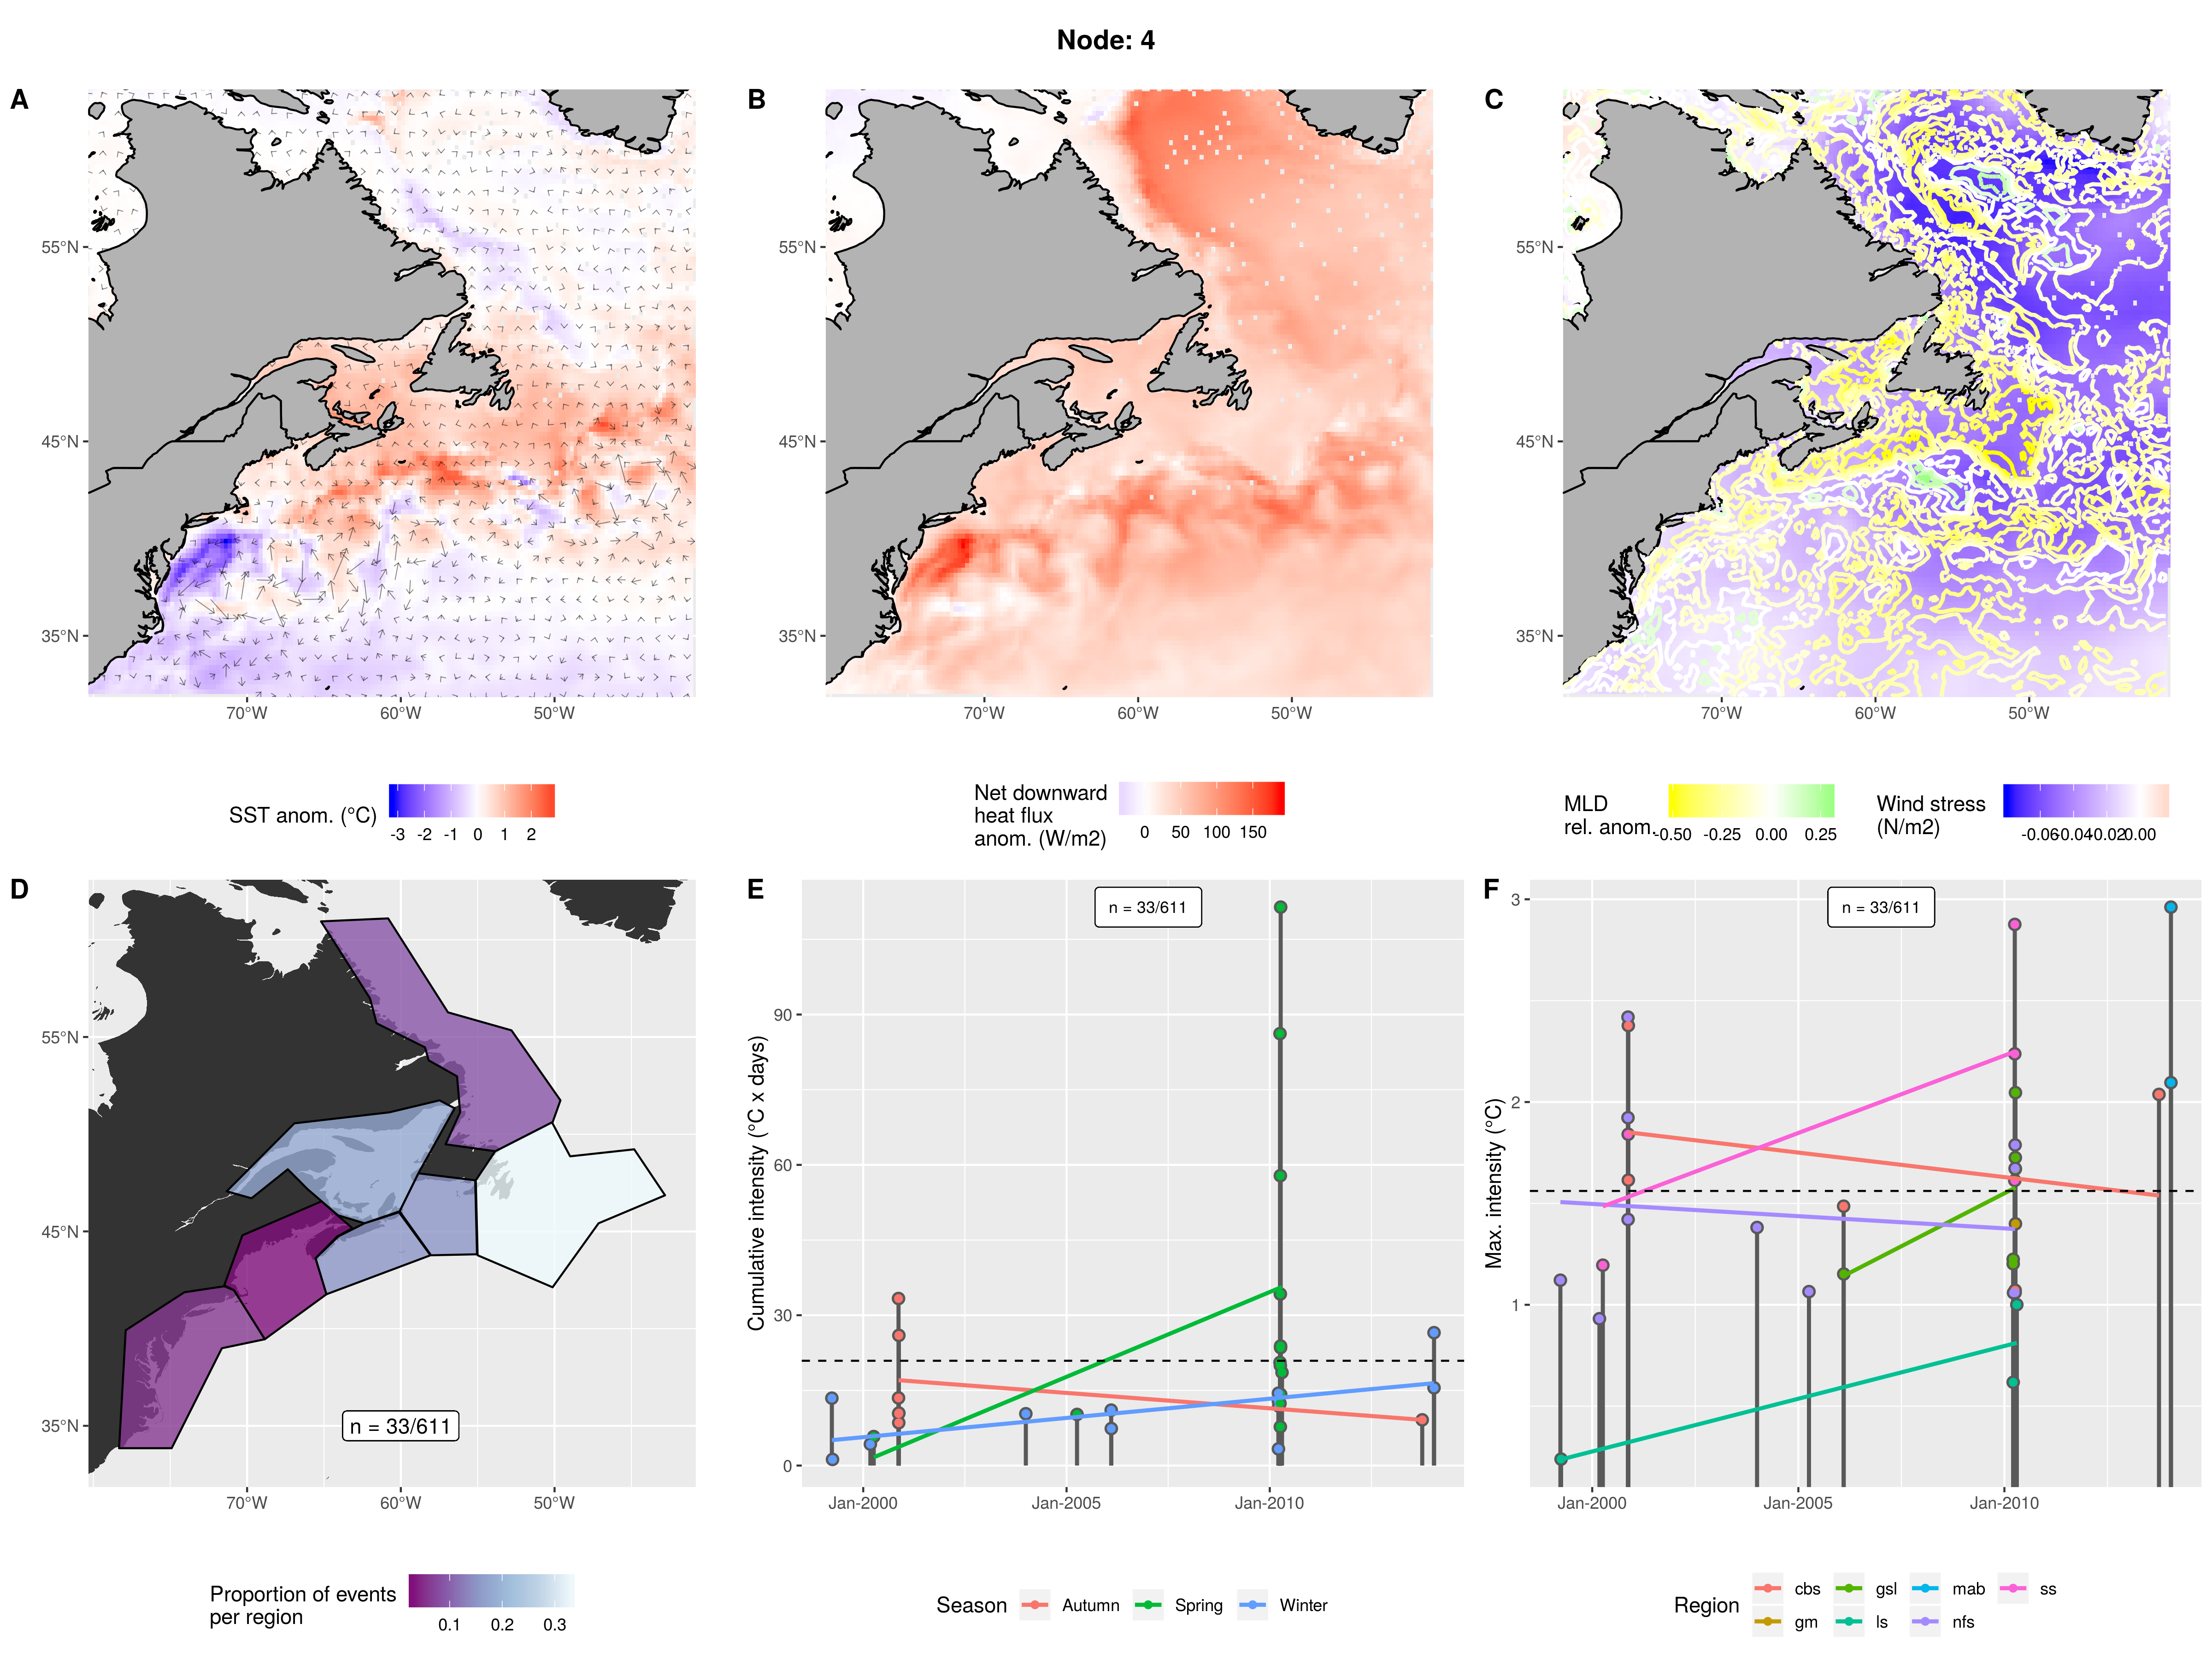 Node: 4
A
55°N
45°N
35°N
70°W
60°W
50°W
SST anom. (°C)
-3 -2 -1 0 1 2
B
55°N
45°N
35°N
70°W
60°W
50°W
Net downward
heat flux
anom. (W/m2)
0 50 100 150
C
55°N
45°N
35°N
70°W
60°W
50°W
MLD
rel. anom.
-0.50 -0.25 0.00 0.25
Wind stress
(N/m2)
-0.06 -0.04 -0.02 0.00
D
55°N
45°N
35°N
70°W
60°W
50°W
n = 33/611
Proportion of events
per region
0.1 0.2 0.3
E
n = 33/611
Cumulative intensity (°C x days)
90
60
30
0
Jan-2000
Jan-2005
Jan-2010
Season
Autumn
Spring
Winter
F
n = 33/611
Max. intensity (°C)
3
2
1
Jan-2000
Jan-2005
Jan-2010
Region
cbs
gsl
mab
ss
gm
ls
nfs